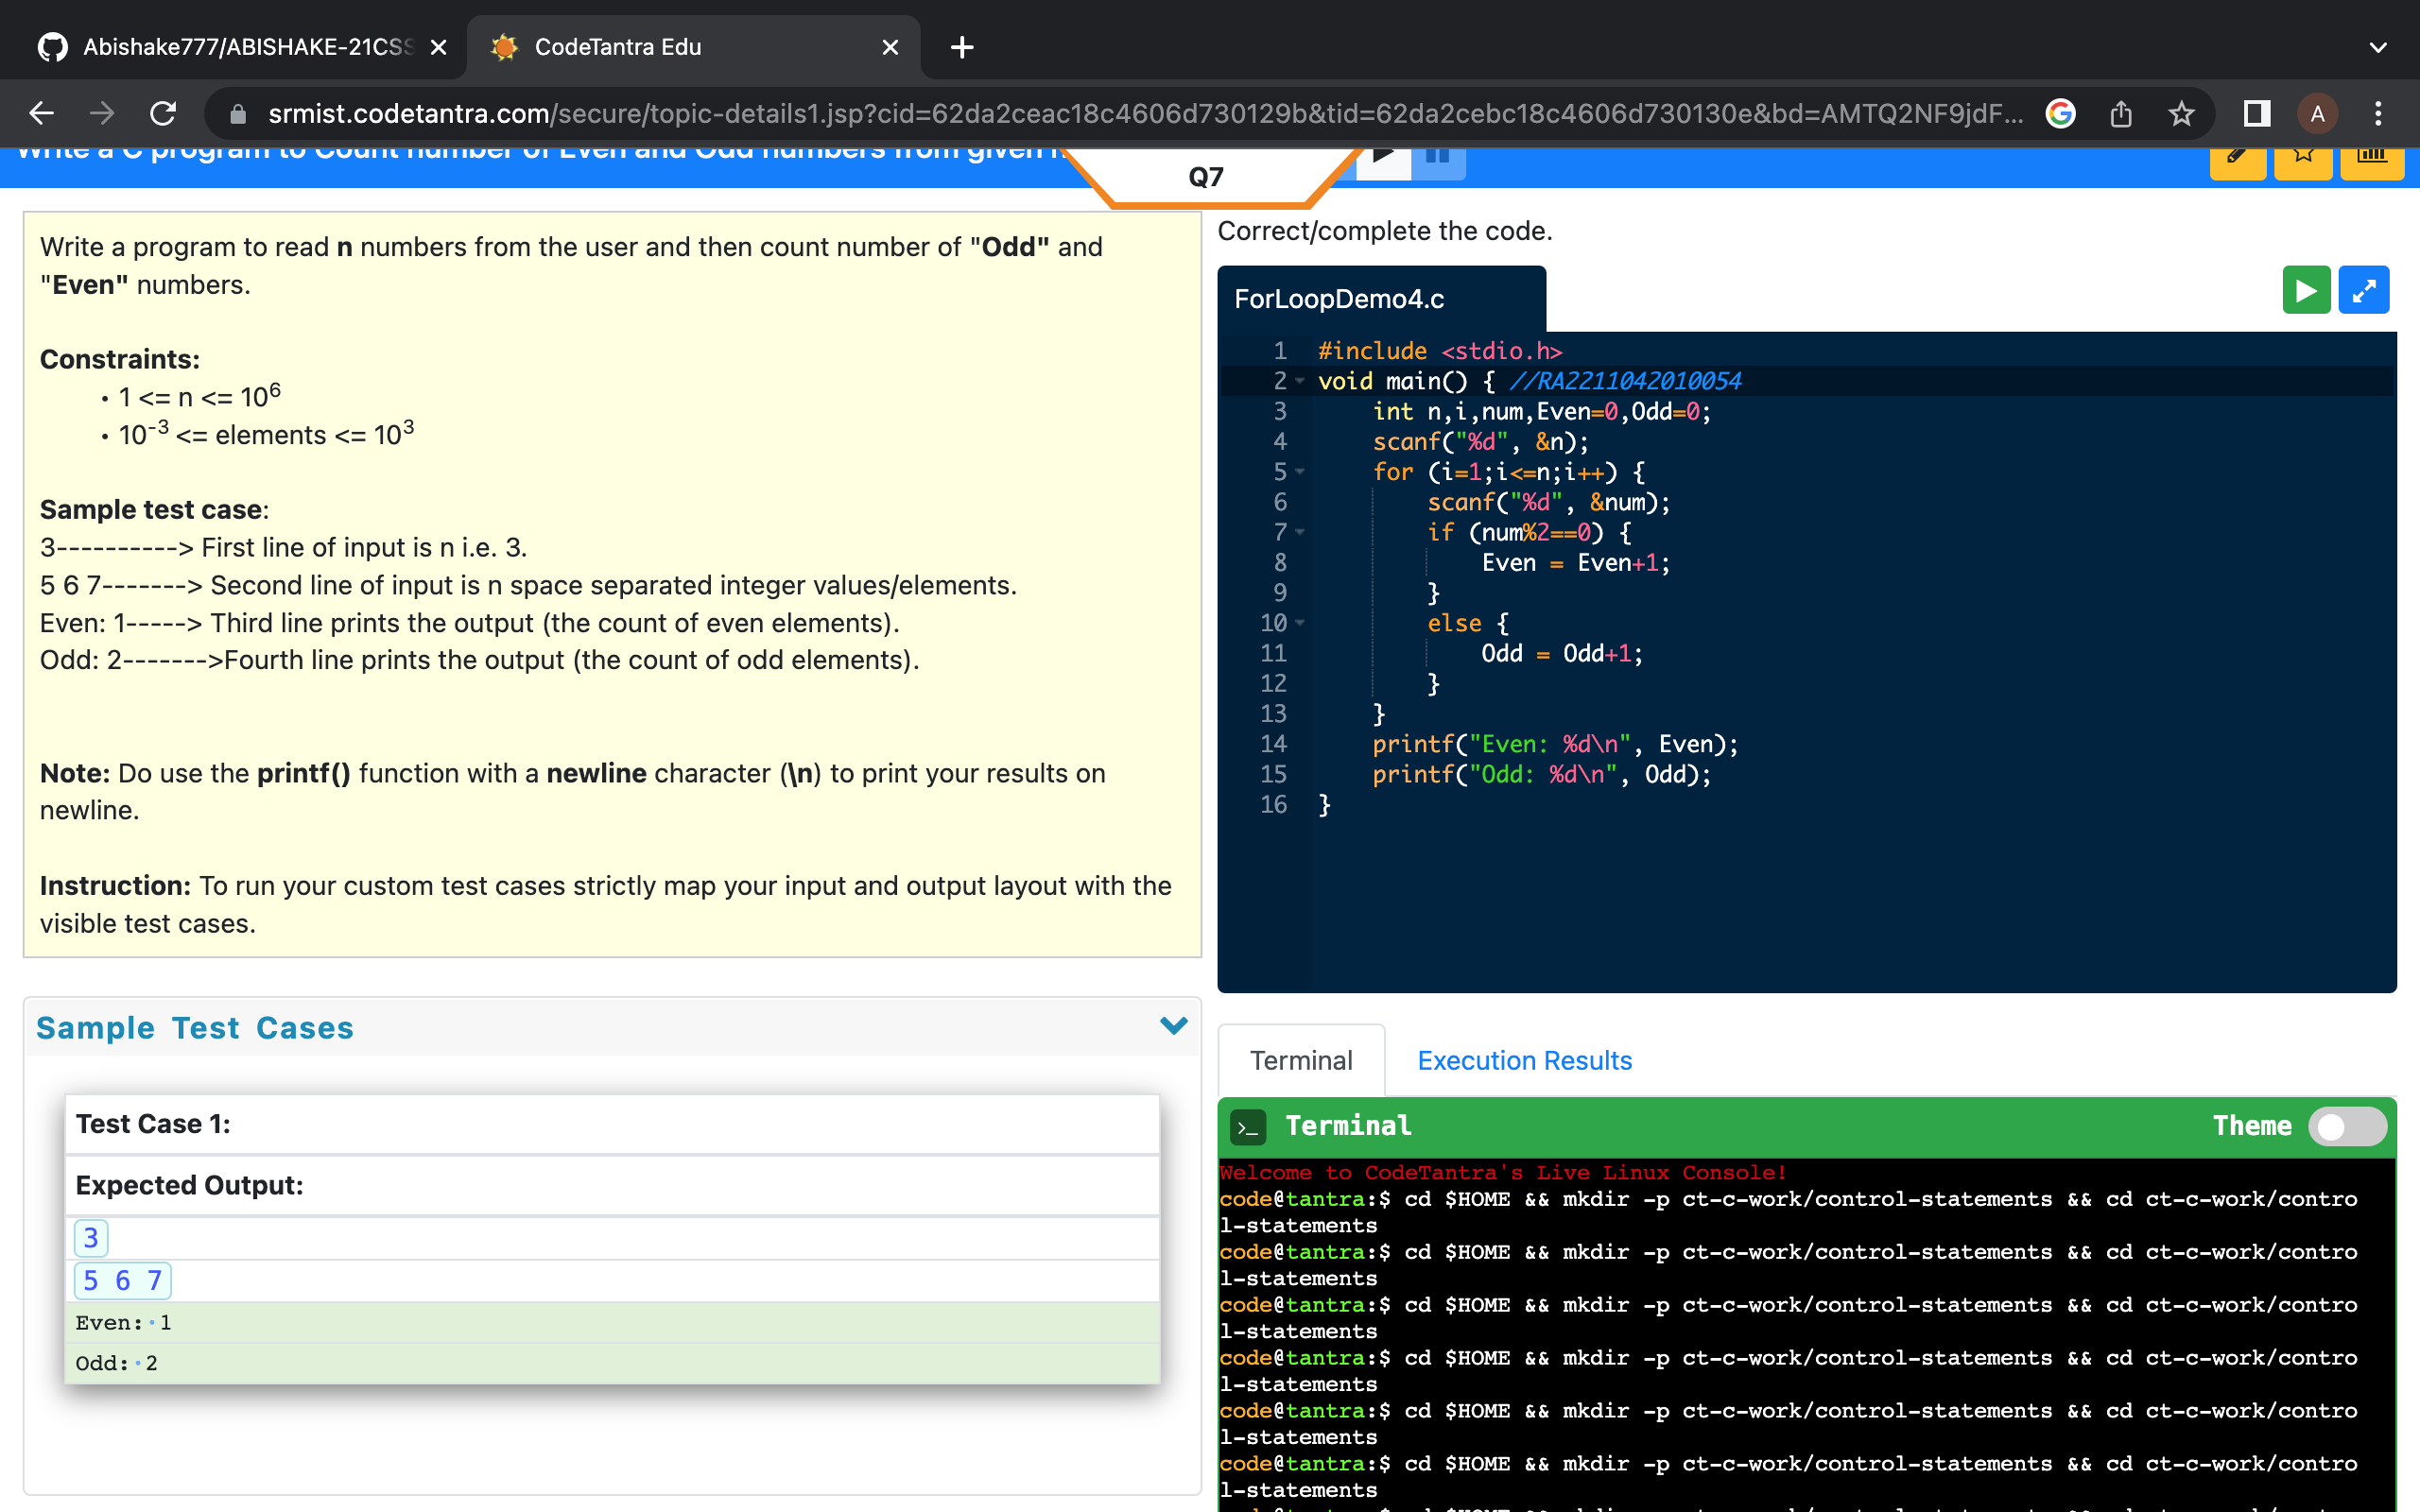 Abishake777/ABISHAKE-21CSS
CodeTantra Edu
srmist.codetantra.com/secure/topic-details1.jsp?cid=62da2ceac18c4606d730129b&tid=62da2cebc18c4606d730130e&bd=AMTQ2NF9jdF...
A
Write a C program to Count number of Even and Odd numbers from given
Q7
Write a program to read n numbers from the user and then count number of "Odd" and
"Even" numbers.
Constraints:
• 1 <= n <= 10⁶
• 10⁻³ <= elements <= 10³
Sample test case:
3----------> First line of input is n i.e. 3.
5 6 7-------> Second line of input is n space separated integer values/elements.
Even: 1-----> Third line prints the output (the count of even elements).
Odd: 2------->Fourth line prints the output (the count of odd elements).
Note: Do use the printf() function with a newline character (\n) to print your results on
newline.
Instruction: To run your custom test cases strictly map your input and output layout with the
visible test cases.
Sample Test Cases
Test Case 1:
Expected Output:
3
5 6 7
Even: 1
Odd: 2
Correct/complete the code.
ForLoopDemo4.c
1 #include <stdio.h>
2 void main() { //RA2211042010054
3 int n,i,num,Even=0,Odd=0;
4 scanf("%d", &n);
5 for (i=1;i<=n;i++) {
6 scanf("%d", &num);
7 if (num%2==0) {
8 Even = Even+1;
9 }
10 else {
11 Odd = Odd+1;
12 }
13 }
14 printf("Even: %d\n", Even);
15 printf("Odd: %d\n", Odd);
16 }
Terminal
Execution Results
Terminal
Theme
Welcome to CodeTantra's Live Linux Console!
code@tantra:$ cd $HOME && mkdir -p ct-c-work/control-statements && cd ct-c-work/contro
l-statements
code@tantra:$ cd $HOME && mkdir -p ct-c-work/control-statements && cd ct-c-work/contro
l-statements
code@tantra:$ cd $HOME && mkdir -p ct-c-work/control-statements && cd ct-c-work/contro
l-statements
code@tantra:$ cd $HOME && mkdir -p ct-c-work/control-statements && cd ct-c-work/contro
l-statements
code@tantra:$ cd $HOME && mkdir -p ct-c-work/control-statements && cd ct-c-work/contro
l-statements
code@tantra:$ cd $HOME && mkdir -p ct-c-work/control-statements && cd ct-c-work/contro
l-statements